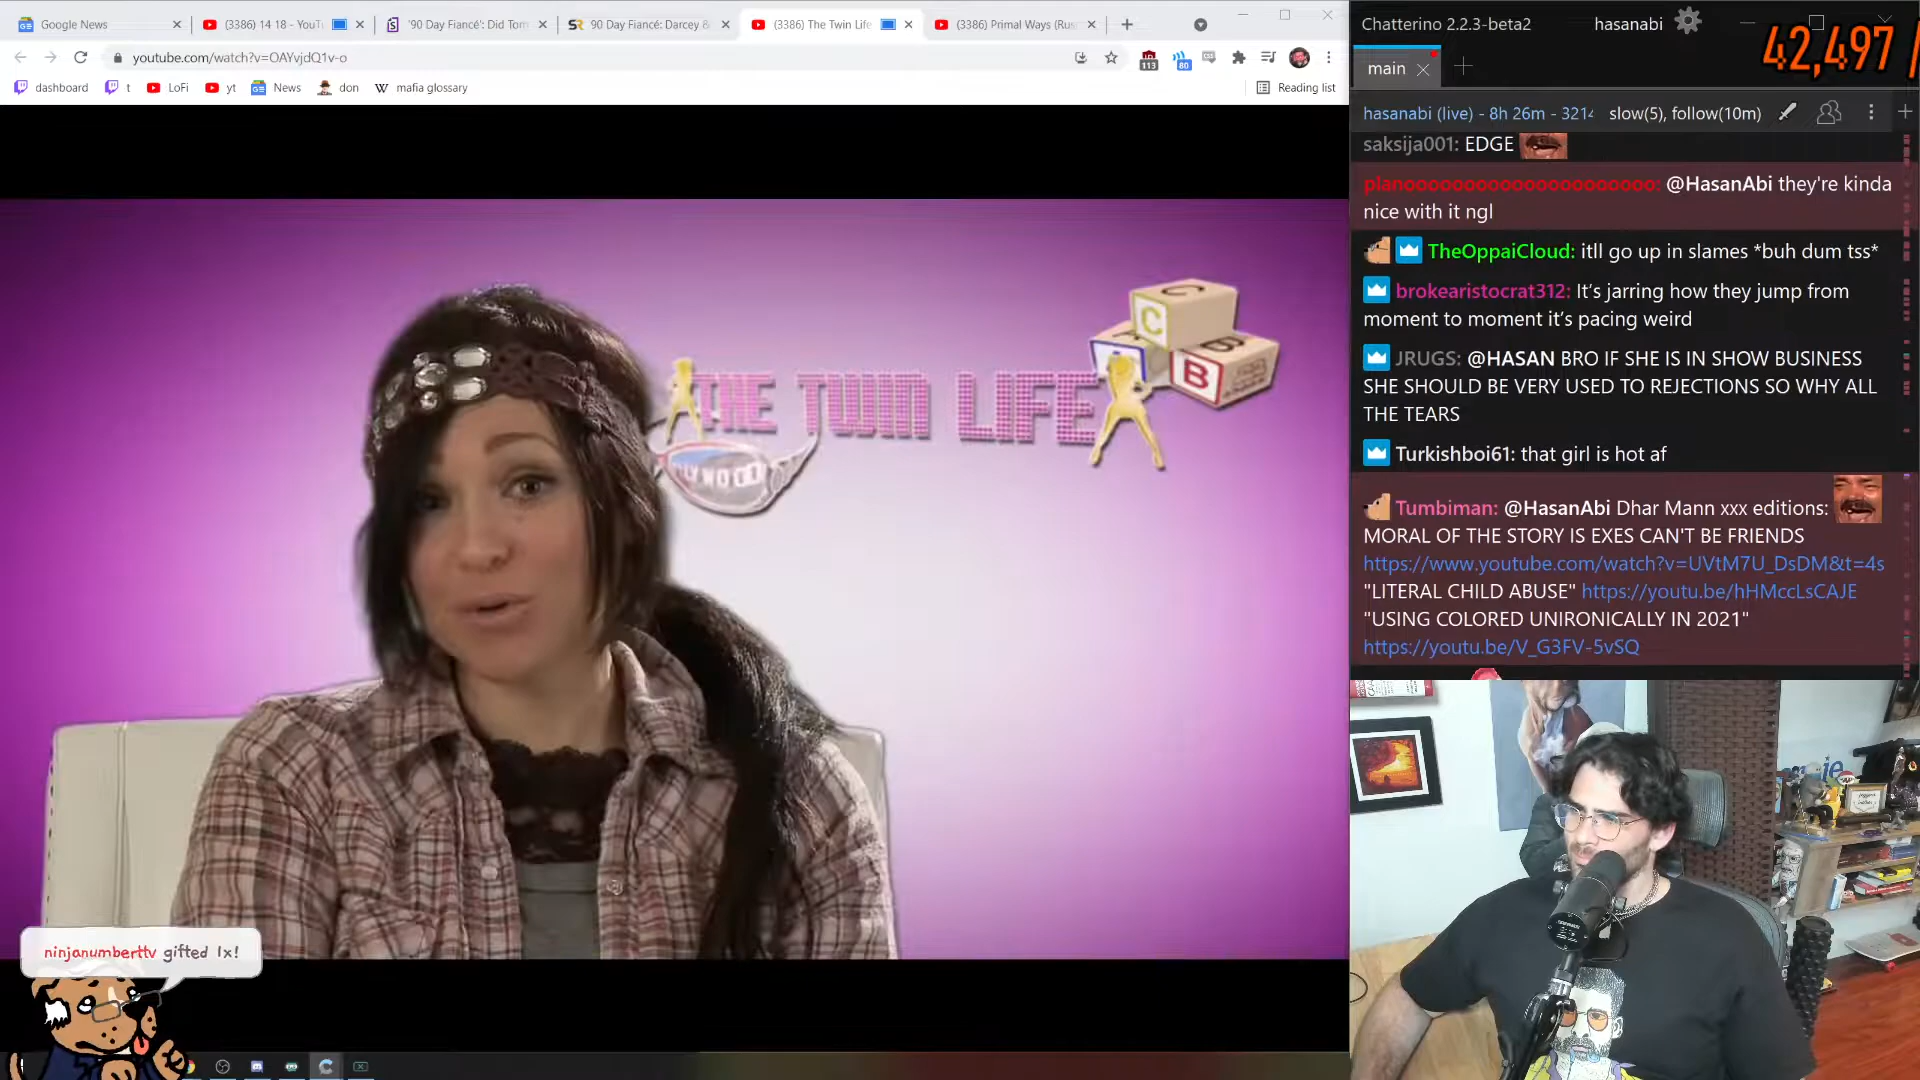 Google News
(3386) 14 18 - YouT
'90 Day Fiancé': Did Tom
90 Day Fiancé: Darcey &
(3386) The Twin Life
(3386) Primal Ways (Rus
youtube.com/watch?v=OAYvjdQ1v-o
113
80
dashboard
t
LoFi
yt
News
don
W mafia glossary
Reading list
THE TWIN LIFE
C
B
ninjanumberttv gifted 1x!
Chatterino 2.2.3-beta2
hasanabi
42,497 /
main
hasanabi (live) - 8h 26m - 3214
slow(5), follow(10m)
saksija001: EDGE
@HasanAbi they're kinda
nice with it ngl
TheOppaiCloud: itll go up in slames *buh dum tss*
brokearistocrat312: It's jarring how they jump from
moment to moment it's pacing weird
JRUGS: @HASAN BRO IF SHE IS IN SHOW BUSINESS
SHE SHOULD BE VERY USED TO REJECTIONS SO WHY ALL
THE TEARS
Turkishboi61: that girl is hot af
Tumbiman: @HasanAbi Dhar Mann xxx editions:
MORAL OF THE STORY IS EXES CAN'T BE FRIENDS
https://www.youtube.com/watch?v=UVtM7U_DsDM&t=4s
"LITERAL CHILD ABUSE" https://youtu.be/hHMccLsCAJE
"USING COLORED UNIRONICALLY IN 2021"
https://youtu.be/V_G3FV-5vSQ